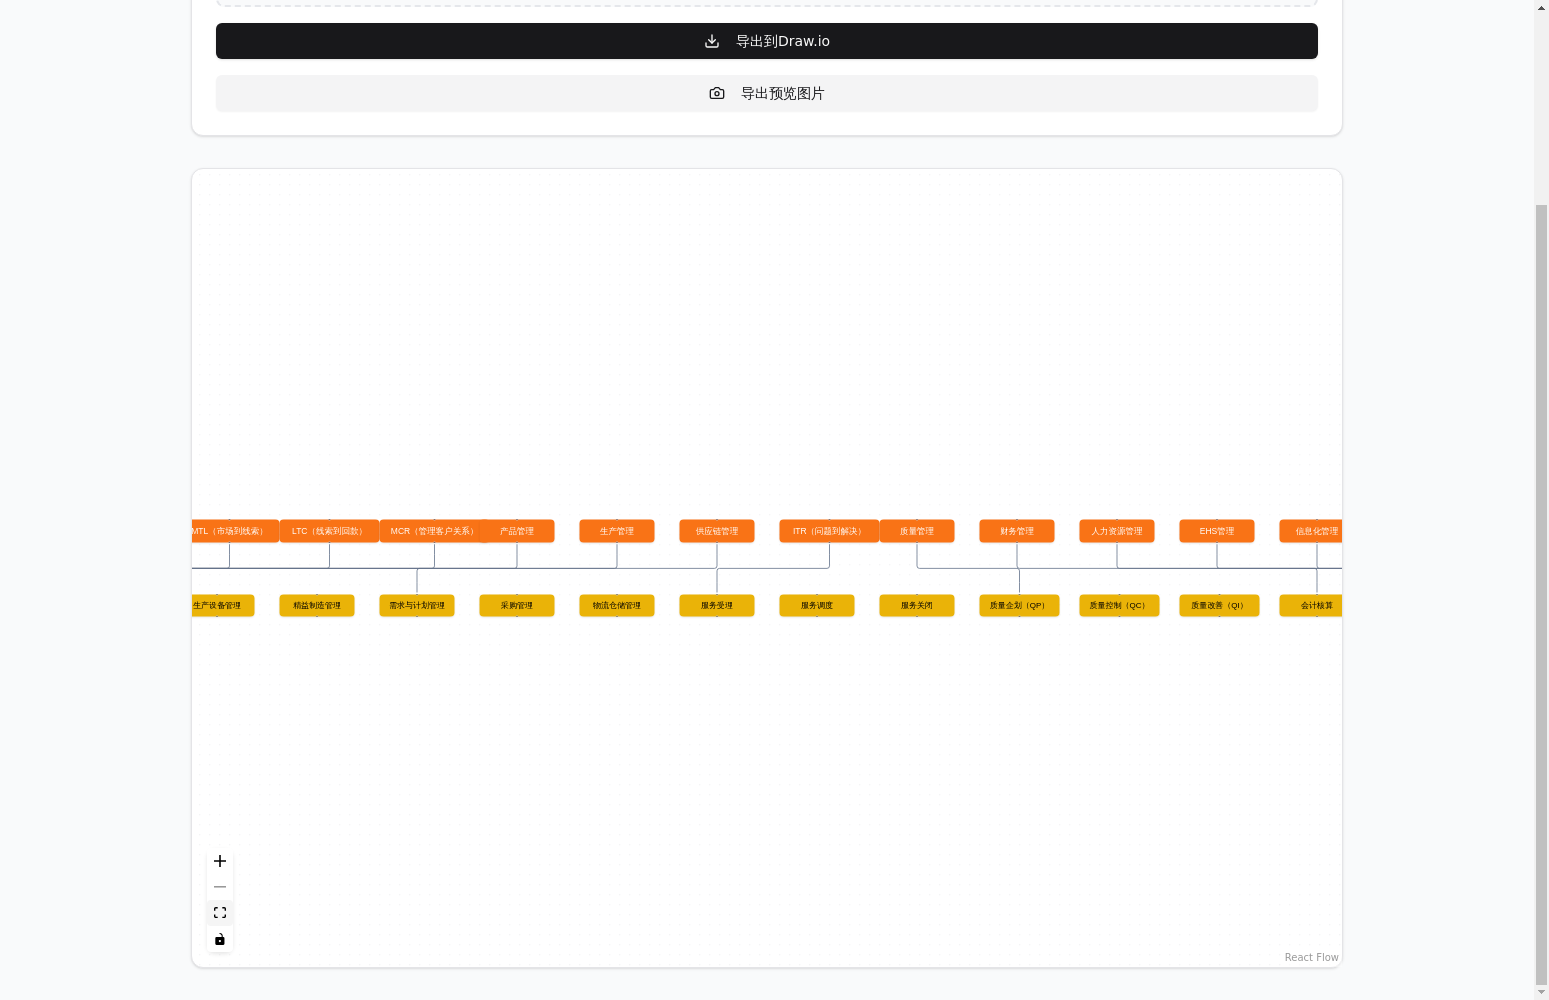 导出到Draw.io
导出预览图片
MTL（市场到线索）
LTC（线索到回款）
MCR（管理客户关系）
产品管理
生产管理
供应链管理
ITR（问题到解决）
质量管理
财务管理
人力资源管理
EHS管理
信息化管理
生产设备管理
精益制造管理
需求与计划管理
采购管理
物流仓储管理
服务受理
服务调度
服务关闭
质量企划（QP）
质量控制（QC）
质量改善（QI）
会计核算
React Flow